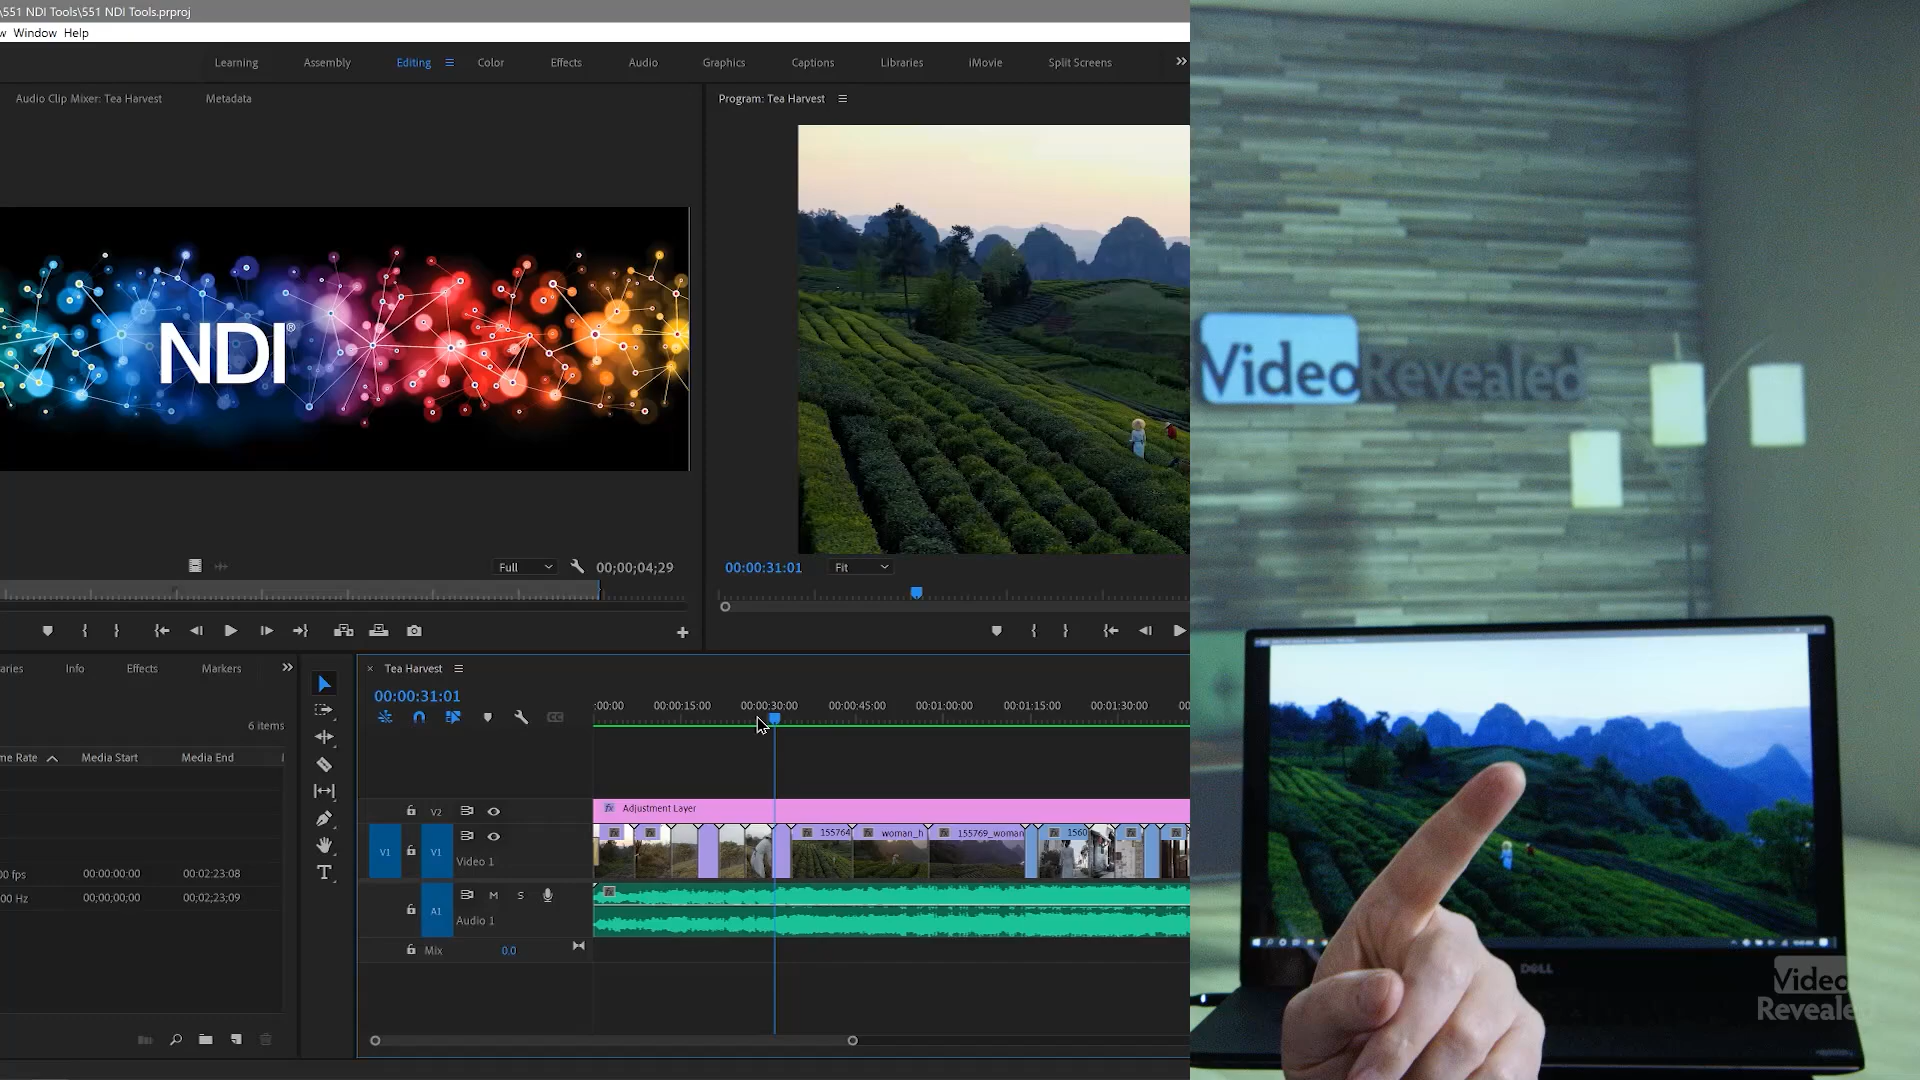 \551 NDI Tools\551 NDI Tools.prproj
w Window Help
Learning Assembly Editing Color Effects Audio Graphics Captions Libraries iMovie Split Screens
Audio Clip Mixer: Tea Harvest Metadata
Program: Tea Harvest
NDI®
Video Revealed
Full 00;00;04;29
00:00:31:01 Fit
aries Info Effects Markers
Tea Harvest
00:00:31:01
:00:00 00:00:15:00 00:00:30:00 00:00:45:00 00:01:00:00 00:01:15:00 00:01:30:00 00
6 items
me Rate Media Start Media End
V2 Adjustment Layer
V1 V1 Video 1
155764 woman_h 155769_woman 1560
00 fps 00:00:00:00 00:02:23:08
00 Hz 00;00;00;00 00;02;23;09
M S
A1 Audio 1
Mix 0.0
DELL
Video
Reveale